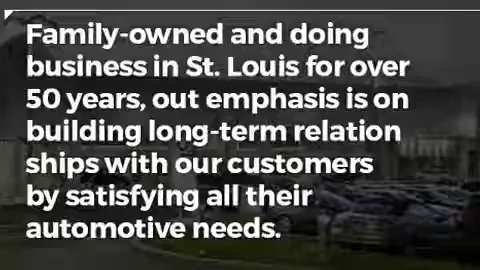 Family-owned and doing
business in St. Louis for over
50 years, out emphasis is on
building long-term relation
ships with our customers
by satisfying all their
automotive needs.